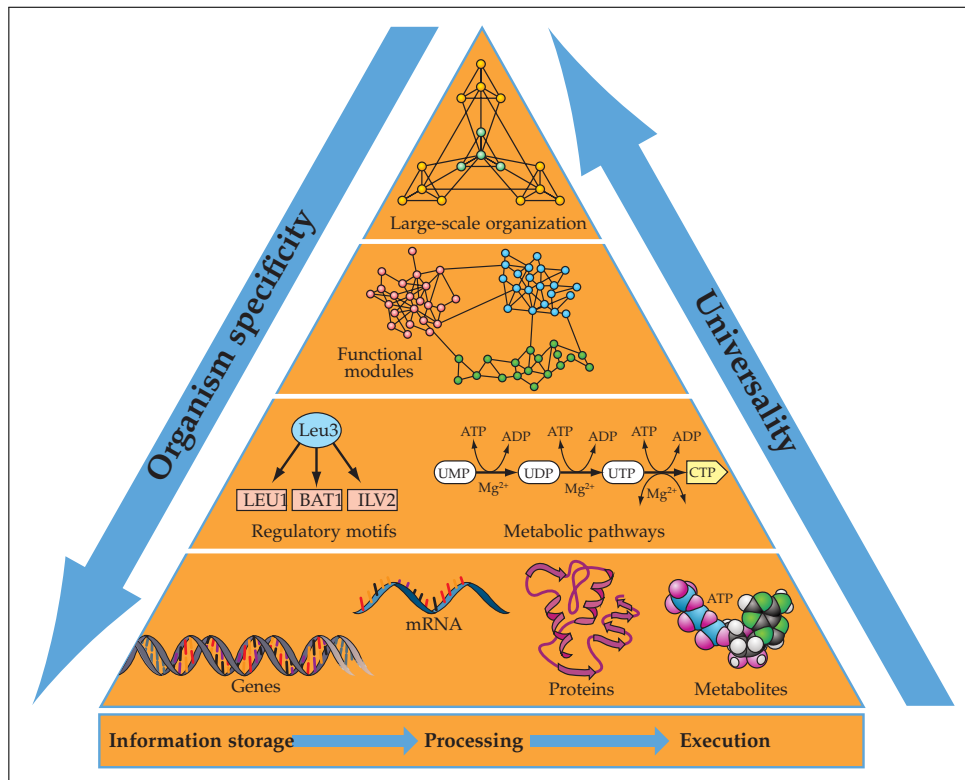 Large-scale organization
Organism specificity
Universality
Functional
modules
Leu3
LEU1 BAT1 ILV2
Regulatory motifs
ATP ADP ATP ADP ATP ADP
UMP UDP UTP CTP
Mg²⁺ Mg²⁺ Mg²⁺
Metabolic pathways
mRNA
ATP
Genes
Proteins
Metabolites
Information storage Processing Execution